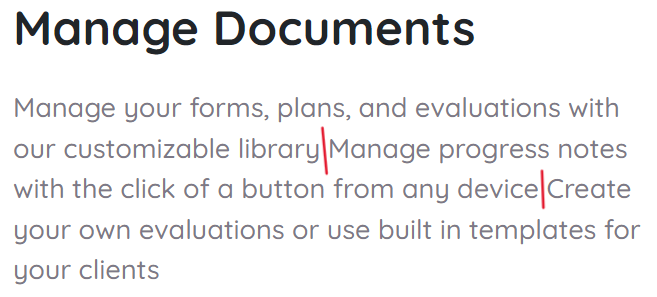 Manage Documents
Manage your forms, plans, and evaluations with
our customizable library Manage progress notes
with the click of a button from any device Create
your own evaluations or use built in templates for
your clients